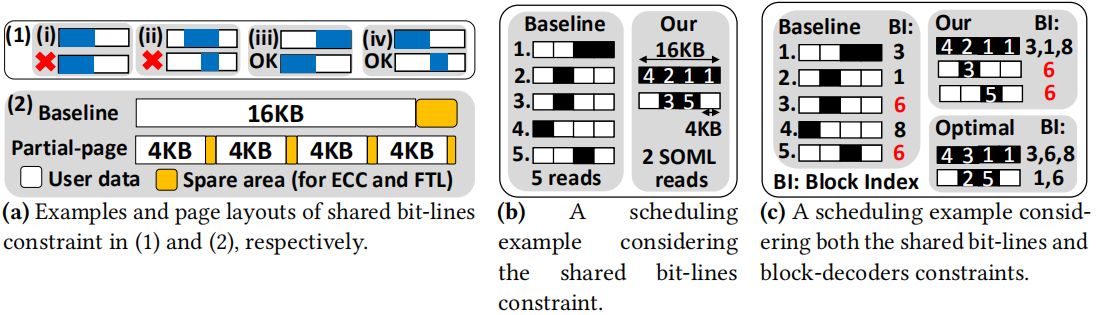 (1) (i) (ii) (iii) (iv)
OK OK
(2) Baseline 16KB
Partial-page 4KB 4KB 4KB 4KB
User data Spare area (for ECC and FTL)
(a) Examples and page layouts of shared bit-lines
constraint in (1) and (2), respectively.
Baseline Our
1. 16KB
2. 4 2 1 1
3. 3 5
4. 4KB
5. 2 SOML
5 reads reads
(b) A scheduling
example considering
the shared bit-lines
constraint.
Baseline BI:
1. 3
2. 1
3. 6
4. 8
5. 6
BI: Block Index
Our BI:
4 2 1 1 3,1,8
3 6
5 6
Optimal BI:
4 3 1 1 3,6,8
2 5 1,6
(c) A scheduling example consid-
ering both the shared bit-lines and
block-decoders constraints.